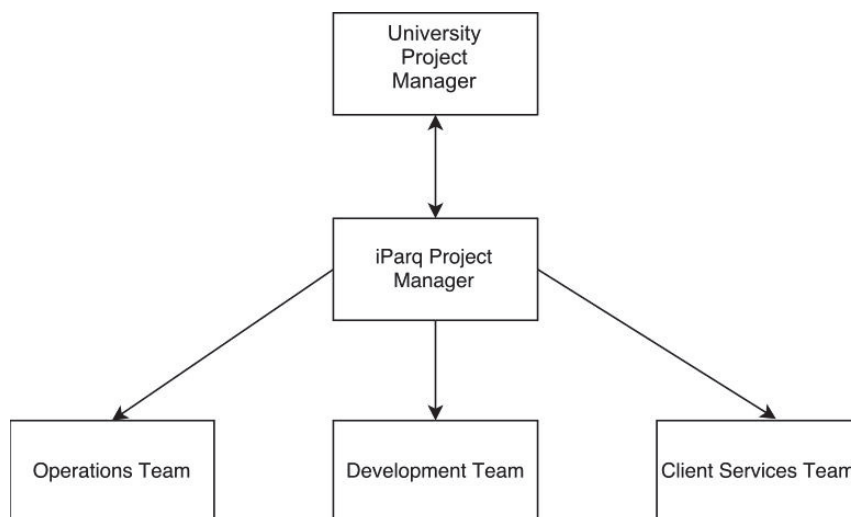 University
Project
Manager
iParq Project
Manager
Operations Team
Development Team
Client Services Team